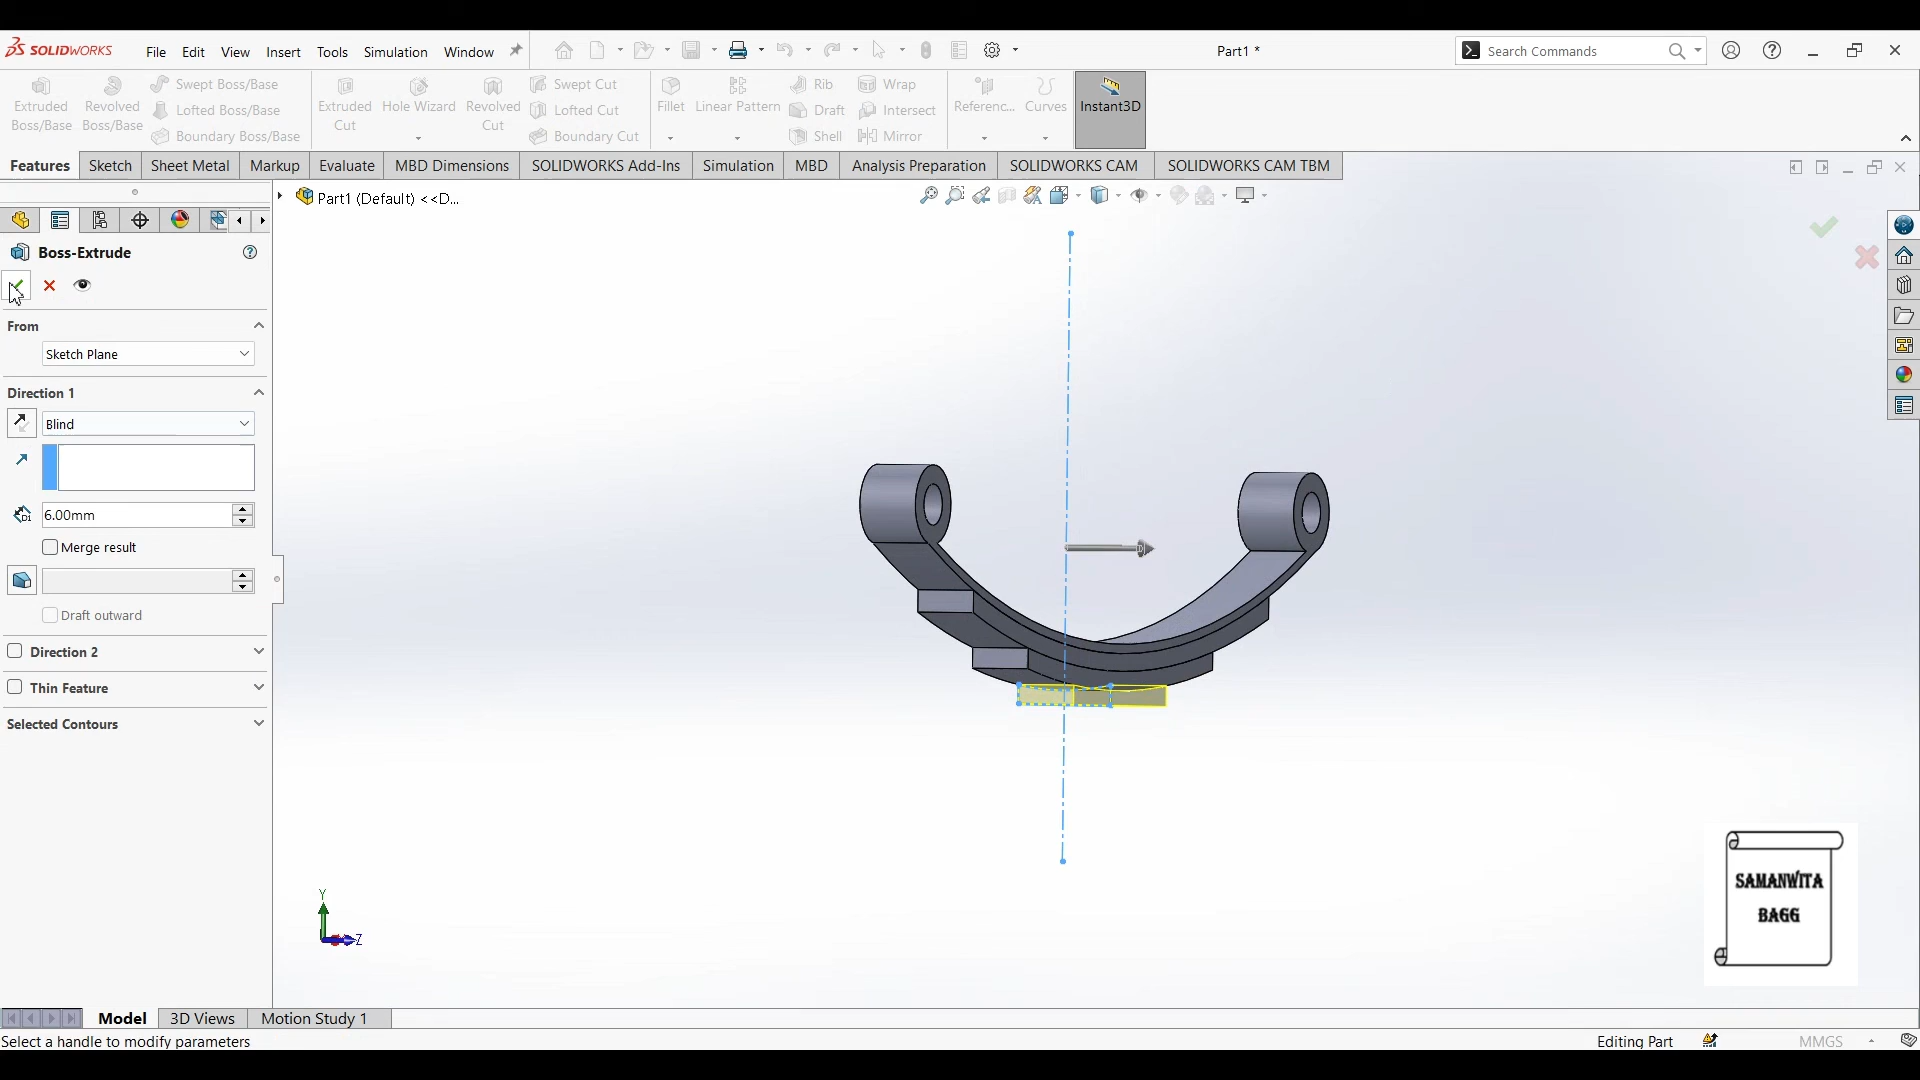 SOLIDWORKS File Edit View Insert Tools Simulation Window Part1 * Search Commands
Extruded Boss/Base
Revolved Boss/Base
Swept Boss/Base
Lofted Boss/Base
Boundary Boss/Base
Extruded Cut
Hole Wizard
Revolved Cut
Swept Cut
Lofted Cut
Boundary Cut
Fillet
Linear Pattern
Rib
Draft
Shell
Wrap
Intersect
Mirror
Referenc...
Curves
Instant3D
Features Sketch Sheet Metal Markup Evaluate MBD Dimensions SOLIDWORKS Add-Ins Simulation MBD Analysis Preparation SOLIDWORKS CAM SOLIDWORKS CAM TBM
Part1 (Default) <<D...
Boss-Extrude
From
Sketch Plane
Direction 1
Blind
6.00mm
Merge result
Draft outward
Direction 2
Thin Feature
Selected Contours
Y
Z
SAMANWITA
BAGG
Model 3D Views Motion Study 1
Select a handle to modify parameters Editing Part MMGS